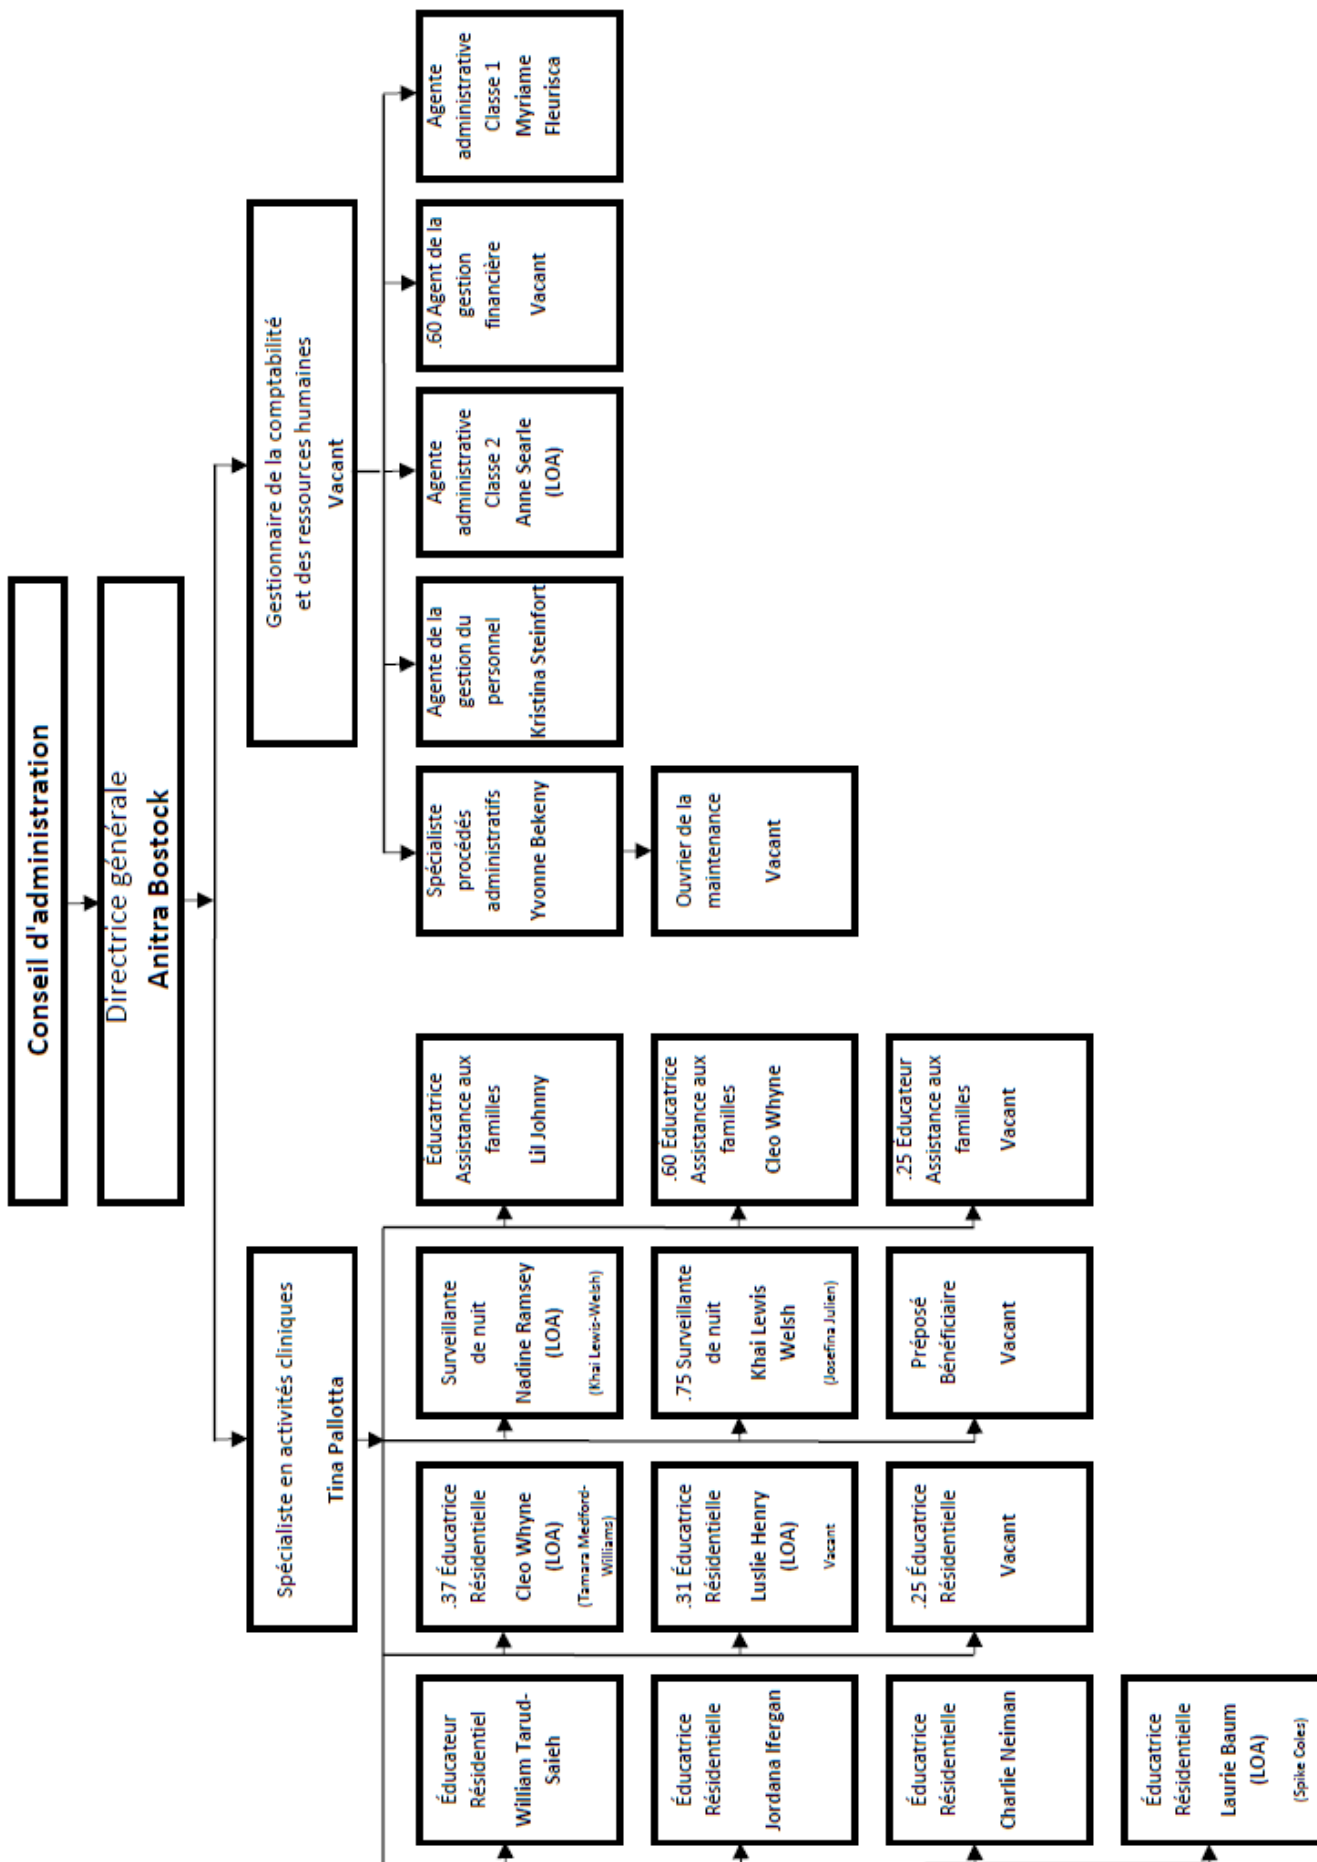 Conseil d'administration
Directrice générale
Anitra Bostock
Spécialiste en activités cliniques
Tina Pallotta
Gestionnaire de la comptabilité
et des ressources humaines
Vacant
Éducateur
Résidentiel
William Tarud-
Saieh
.37 Éducatrice
Résidentielle
Cleo Whyne
(LOA)
(Tamara Medford-
Williams)
Surveillante
de nuit
Nadine Ramsey
(LOA)
(Khai Lewis-Welsh)
Éducatrice
Assistance aux
familles
Lil Johnny
Spécialiste
procédés
administratifs
Yvonne Bekeny
Agente de la
gestion du
personnel
Kristina Steinfort
Agente
administrative
Classe 2
Anne Searle
(LOA)
.60 Agent de la
gestion
financière
Vacant
Agente
administrative
Classe 1
Myriame
Fleurisca
Éducatrice
Résidentielle
Jordana Ifergan
.31 Éducatrice
Résidentielle
Luslie Henry
(LOA)
Vacant
.75 Surveillante
de nuit
Khai Lewis
Welsh
(Josefina Julien)
.60 Éducatrice
Assistance aux
familles
Cleo Whyne
Ouvrier de la
maintenance
Vacant
Éducatrice
Résidentielle
Charlie Neiman
.25 Éducatrice
Résidentielle
Vacant
Préposé
Bénéficiaire
Vacant
.25 Éducateur
Assistance aux
familles
Vacant
Éducatrice
Résidentielle
Laurie Baum
(LOA)
(Spike Coles)